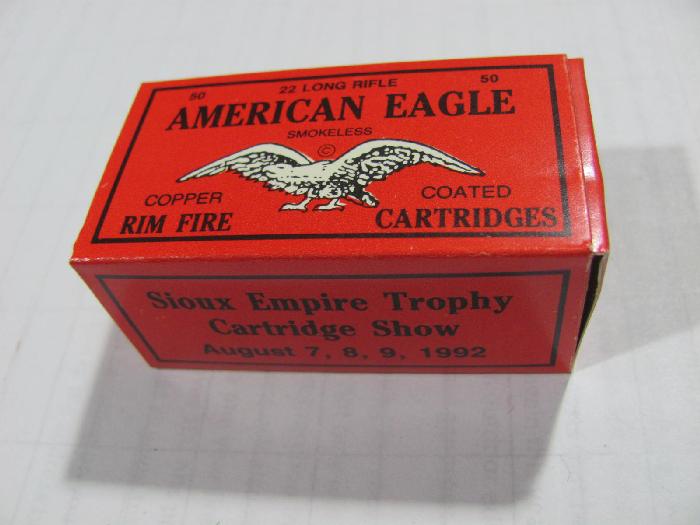 50 22 LONG RIFLE 50
AMERICAN EAGLE
SMOKELESS
©
COPPER COATED
RIM FIRE CARTRIDGES
Sioux Empire Trophy
Cartridge Show
August 7, 8, 9, 1992